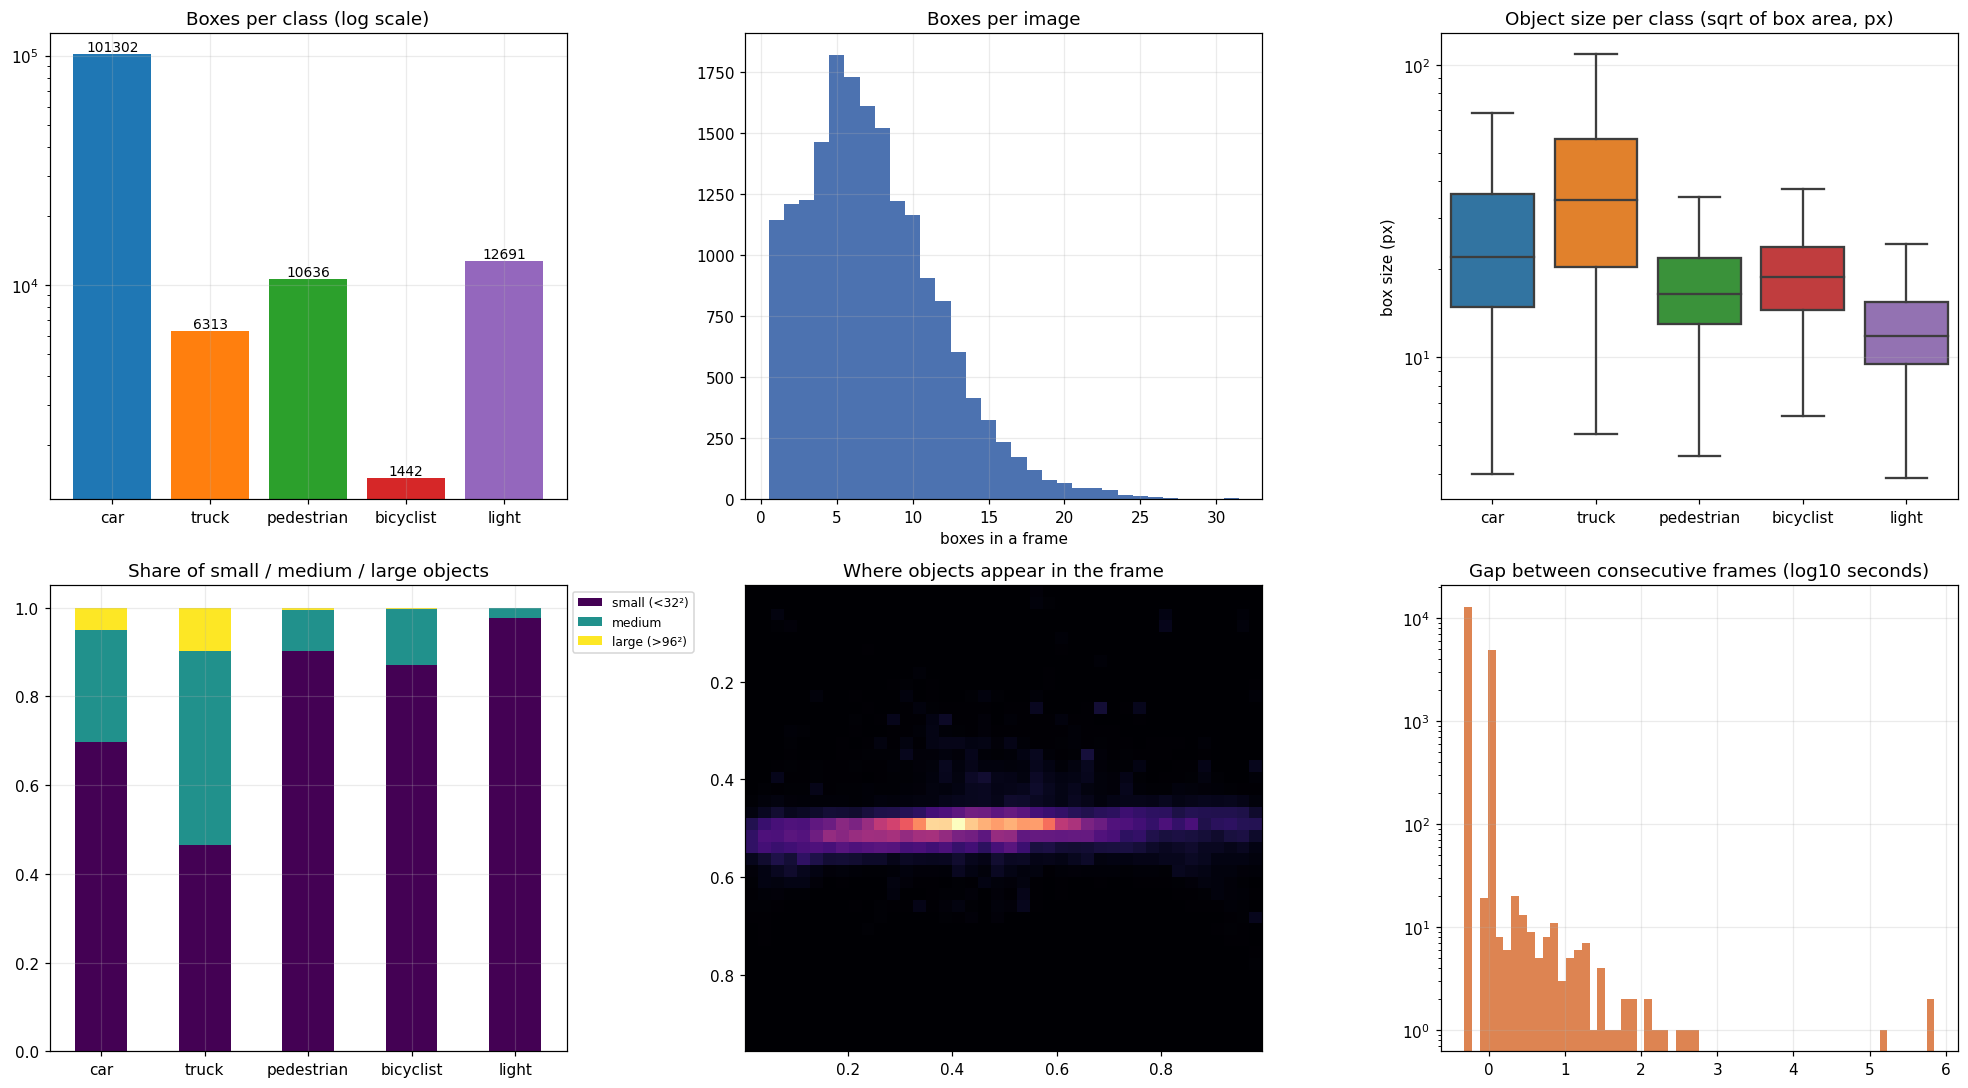 Boxes per class (log scale)
10⁵
10⁴
101302
6313
10636
1442
12691
car truck pedestrian bicyclist light
Boxes per image
1750
1500
1250
1000
750
500
250
0
0 5 10 15 20 25 30
boxes in a frame
Object size per class (sqrt of box area, px)
box size (px)
10²
10¹
car truck pedestrian bicyclist light
Share of small / medium / large objects
1.0
0.8
0.6
0.4
0.2
0.0
car truck pedestrian bicyclist light
small (<32²)
medium
large (>96²)
Where objects appear in the frame
0.2
0.4
0.6
0.8
0.2 0.4 0.6 0.8
Gap between consecutive frames (log10 seconds)
10⁴
10³
10²
10¹
10⁰
0 1 2 3 4 5 6